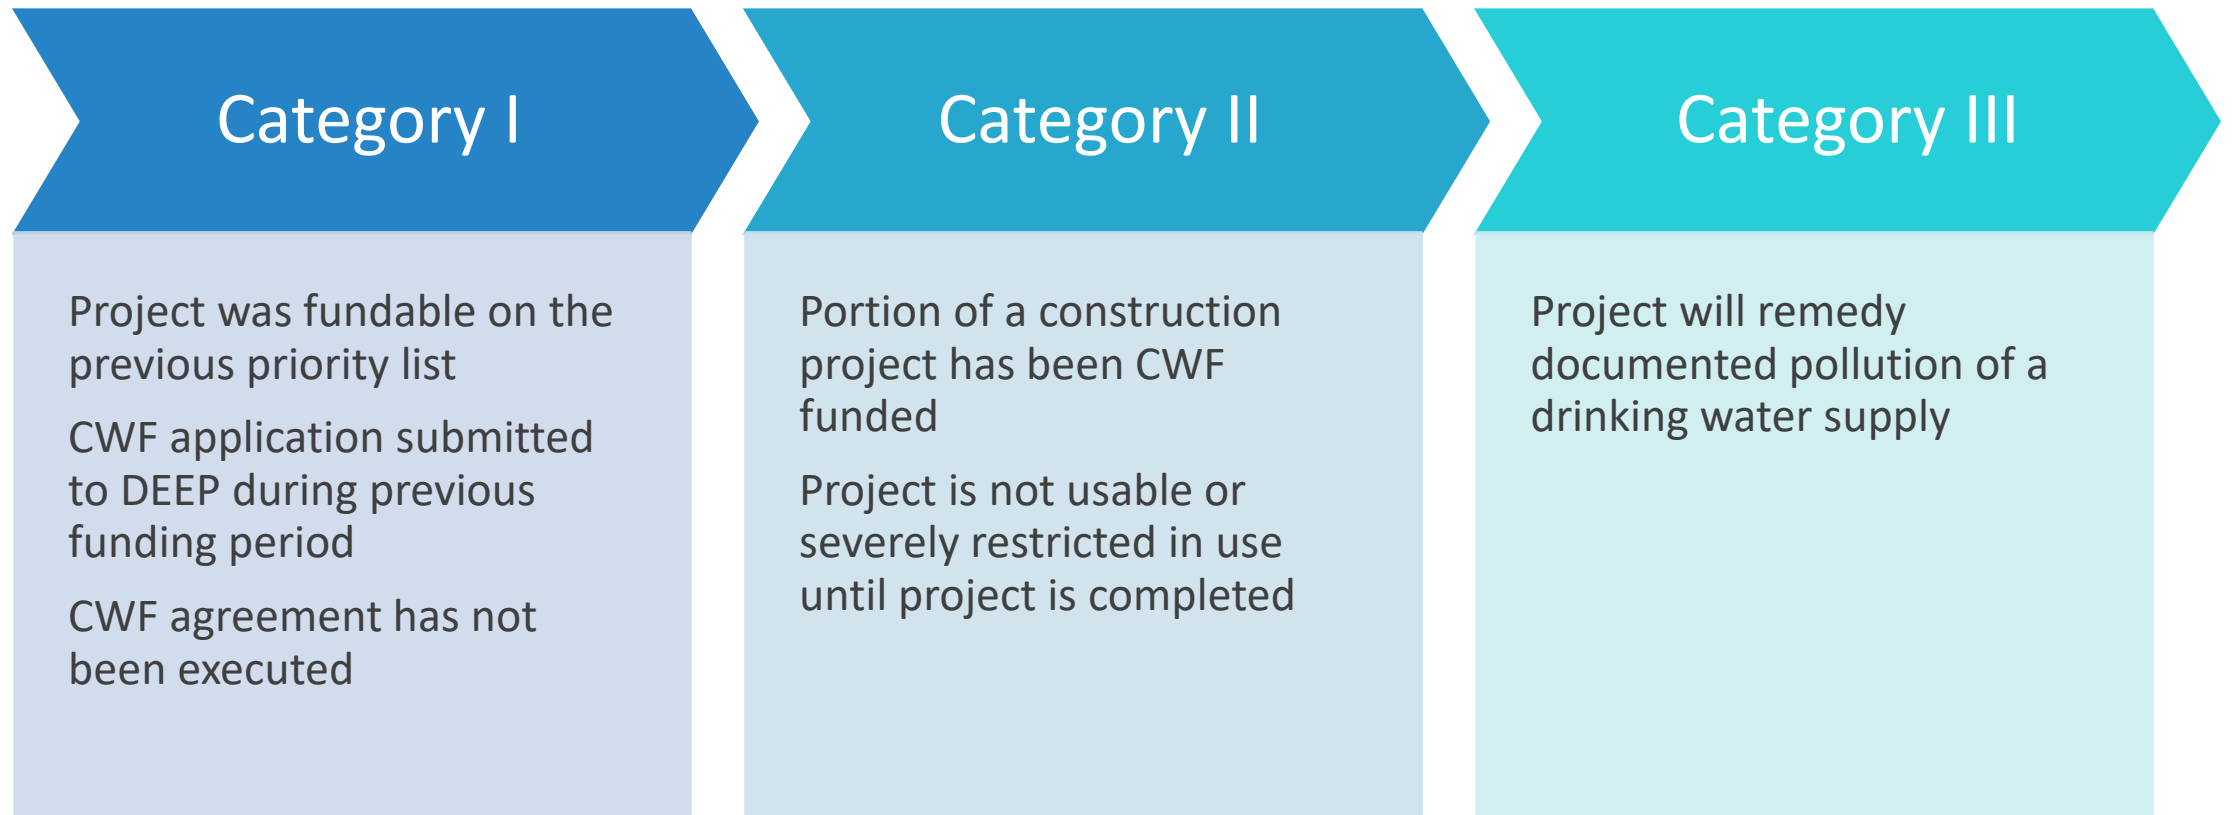 Category I
Project was fundable on the
previous priority list
CWF application submitted
to DEEP during previous
funding period
CWF agreement has not
been executed
Category II
Portion of a construction
project has been CWF
funded
Project is not usable or
severely restricted in use
until project is completed
Category III
Project will remedy
documented pollution of a
drinking water supply